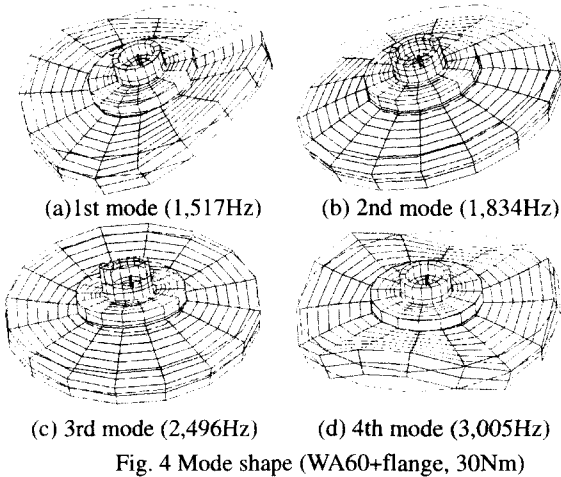 (a)1st mode (1,517Hz)
(b) 2nd mode (1,834Hz)
(c) 3rd mode (2,496Hz)
(d) 4th mode (3,005Hz)
Fig. 4 Mode shape (WA60+flange, 30Nm)